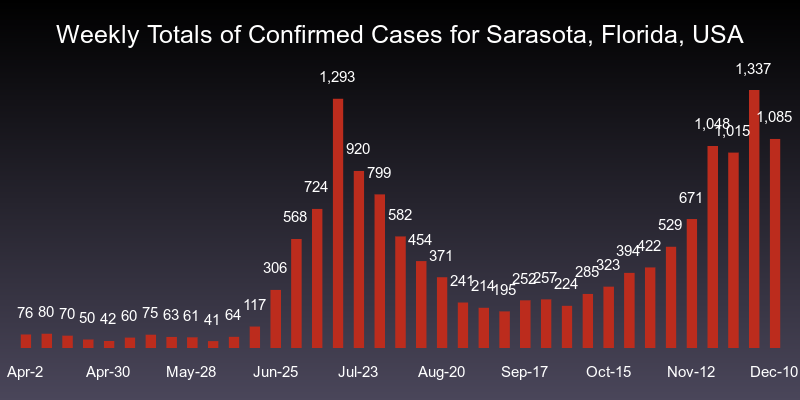 Weekly Totals of Confirmed Cases for Sarasota, Florida, USA
76 80 70 50 42 60 75 63 61 41 64 117 306 568 724 1,293 920 799 582 454 371 241 214 195 252 257 224 285 323 394 422 529 671 1,048 1,015 1,337 1,085
Apr-2 Apr-30 May-28 Jun-25 Jul-23 Aug-20 Sep-17 Oct-15 Nov-12 Dec-10